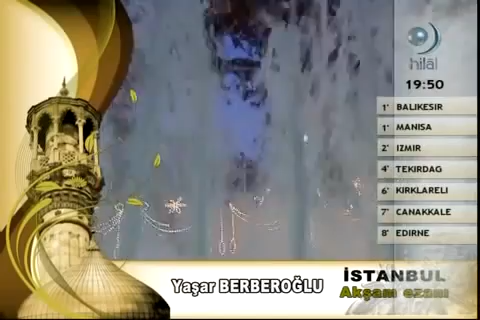 hilâl
19:50
1' BALIKESIR
1' MANISA
2' IZMIR
4' TEKIRDAG
6' KIRKLARELI
7' CANAKKALE
8' EDIRNE
Yaşar BERBEROĞLU
İSTANBUL
Akşam ezanı